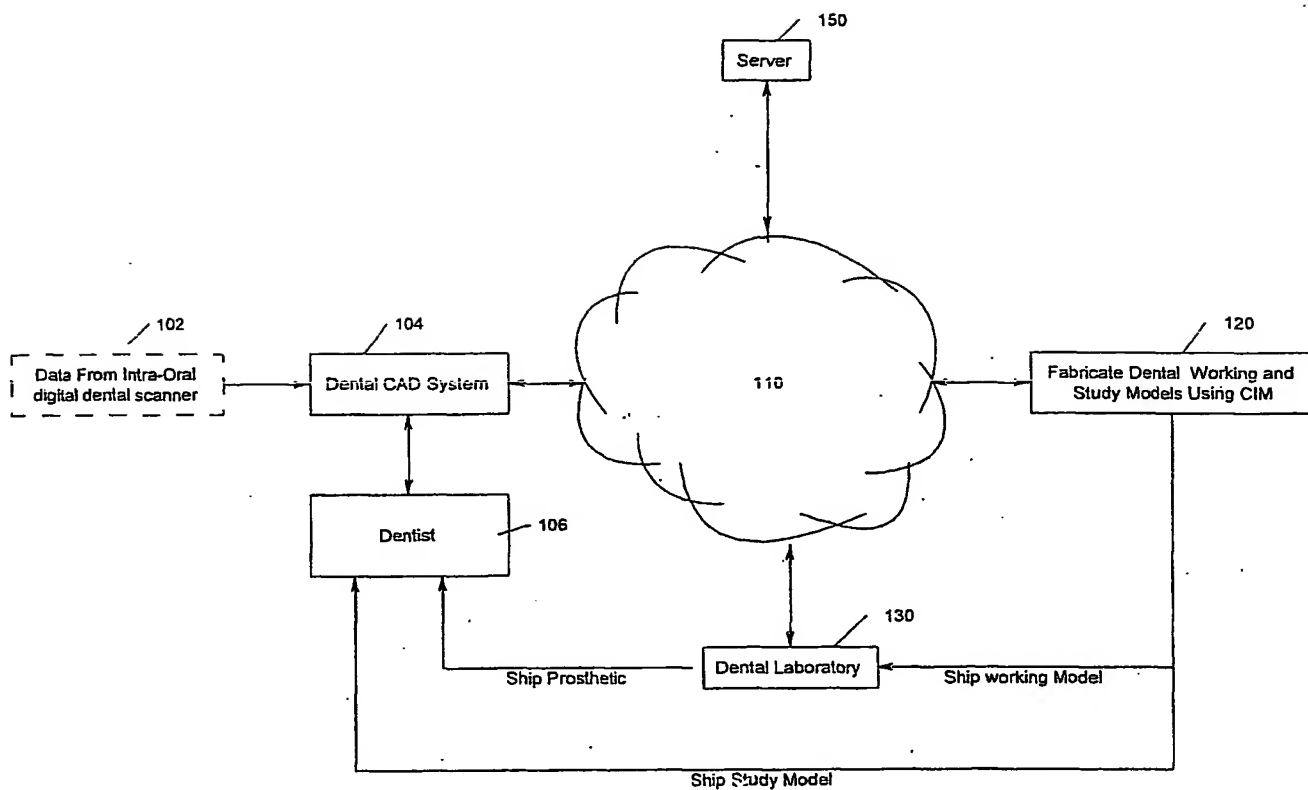 150
Server
102
104
120
Data From Intra-Oral
digital dental scanner
Dental CAD System
110
Fabricate Dental Working and
Study Models Using CIM
106
Dentist
130
Dental Laboratory
Ship Prosthetic
Ship working Model
Ship Study Model